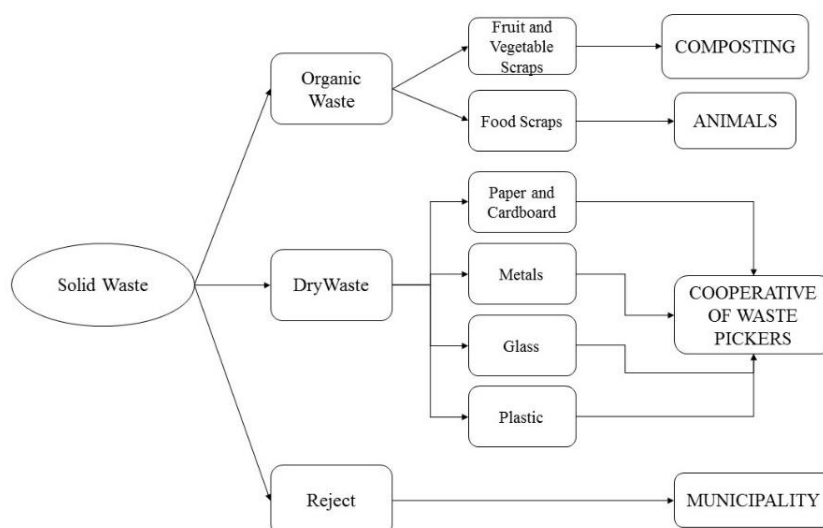 Fruit and
Vegetable
Scraps
COMPOSTING
Organic
Waste
Food Scraps
ANIMALS
Paper and
Cardboard
Solid Waste
DryWaste
Metals
COOPERATIVE
OF WASTE
PICKERS
Glass
Plastic
Reject
MUNICIPALITY